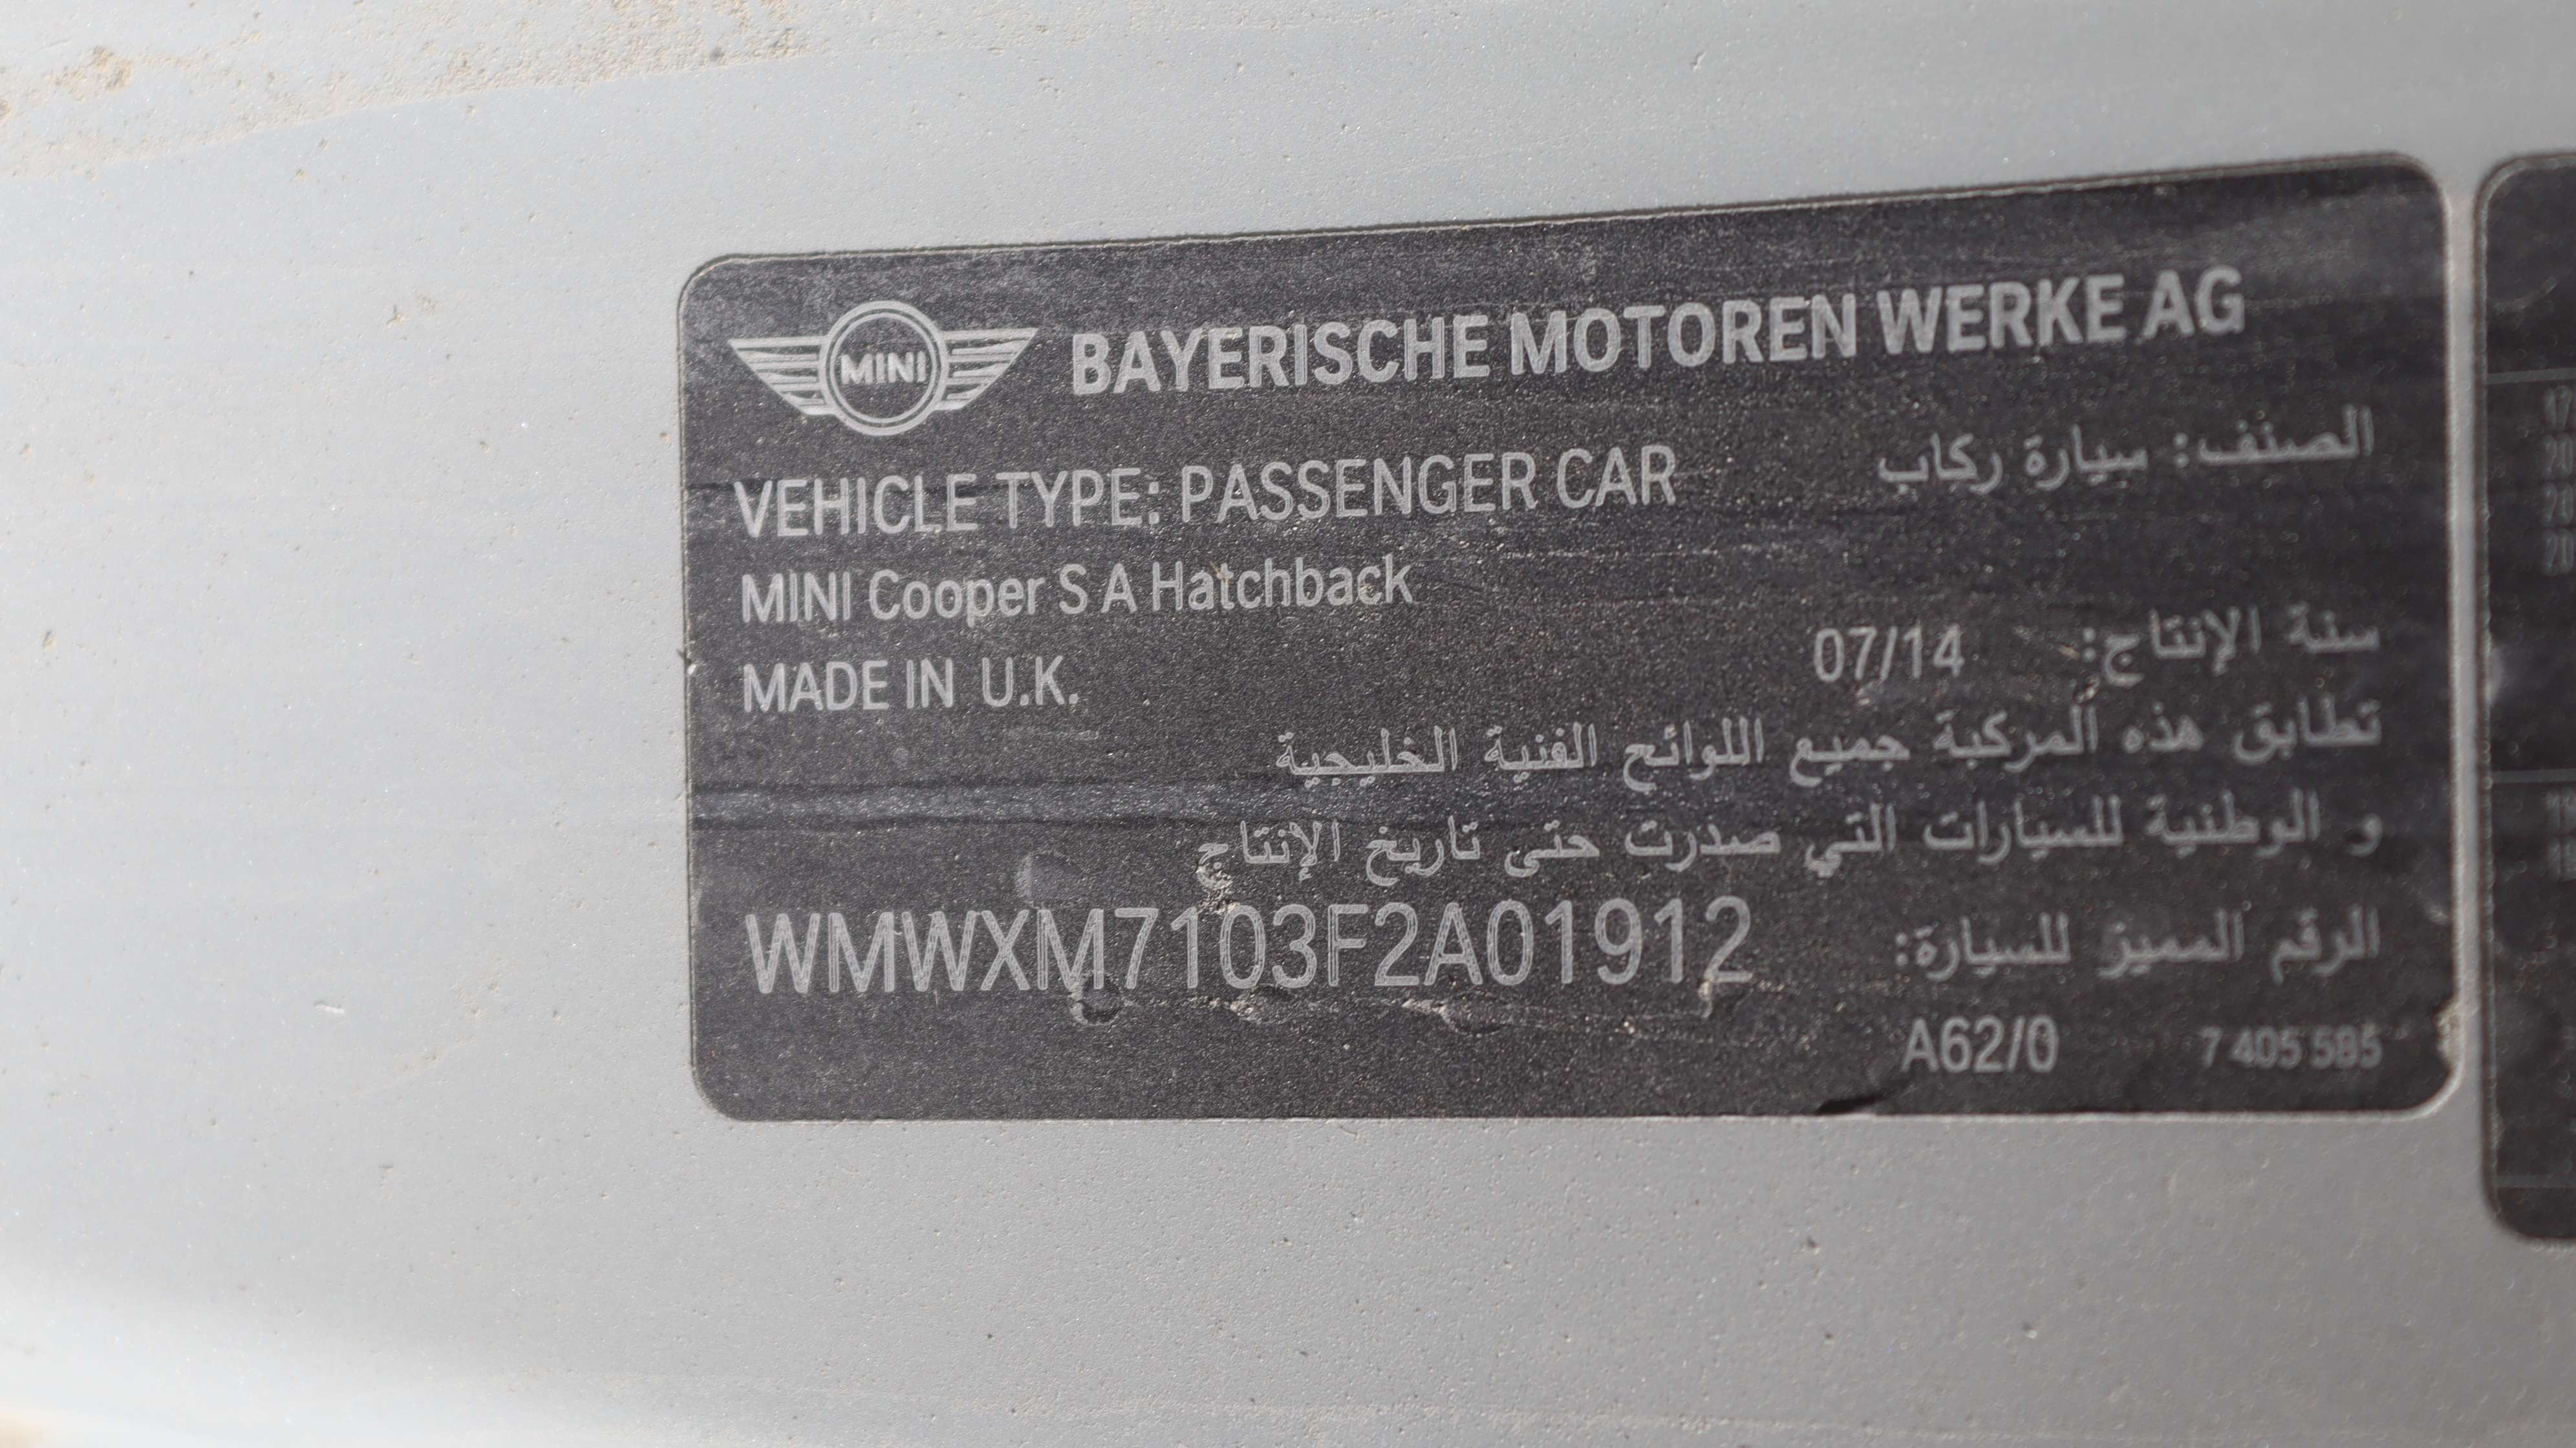 MINI BAYERISCHE MOTOREN WERKE AG
VEHICLE TYPE: PASSENGER CAR الصنف: سيارة ركاب
MINI Cooper S A Hatchback
سنة الإنتاج: 07/14
MADE IN U.K.
تطابق هذه المركبة جميع اللوائح الفنية الخليجية
و الوطنية للسيارات التي صدرت حتى تاريخ الإنتاج
الرقم المميز للسيارة: WMWXM7103F2A01912
A62/0 7 405 585